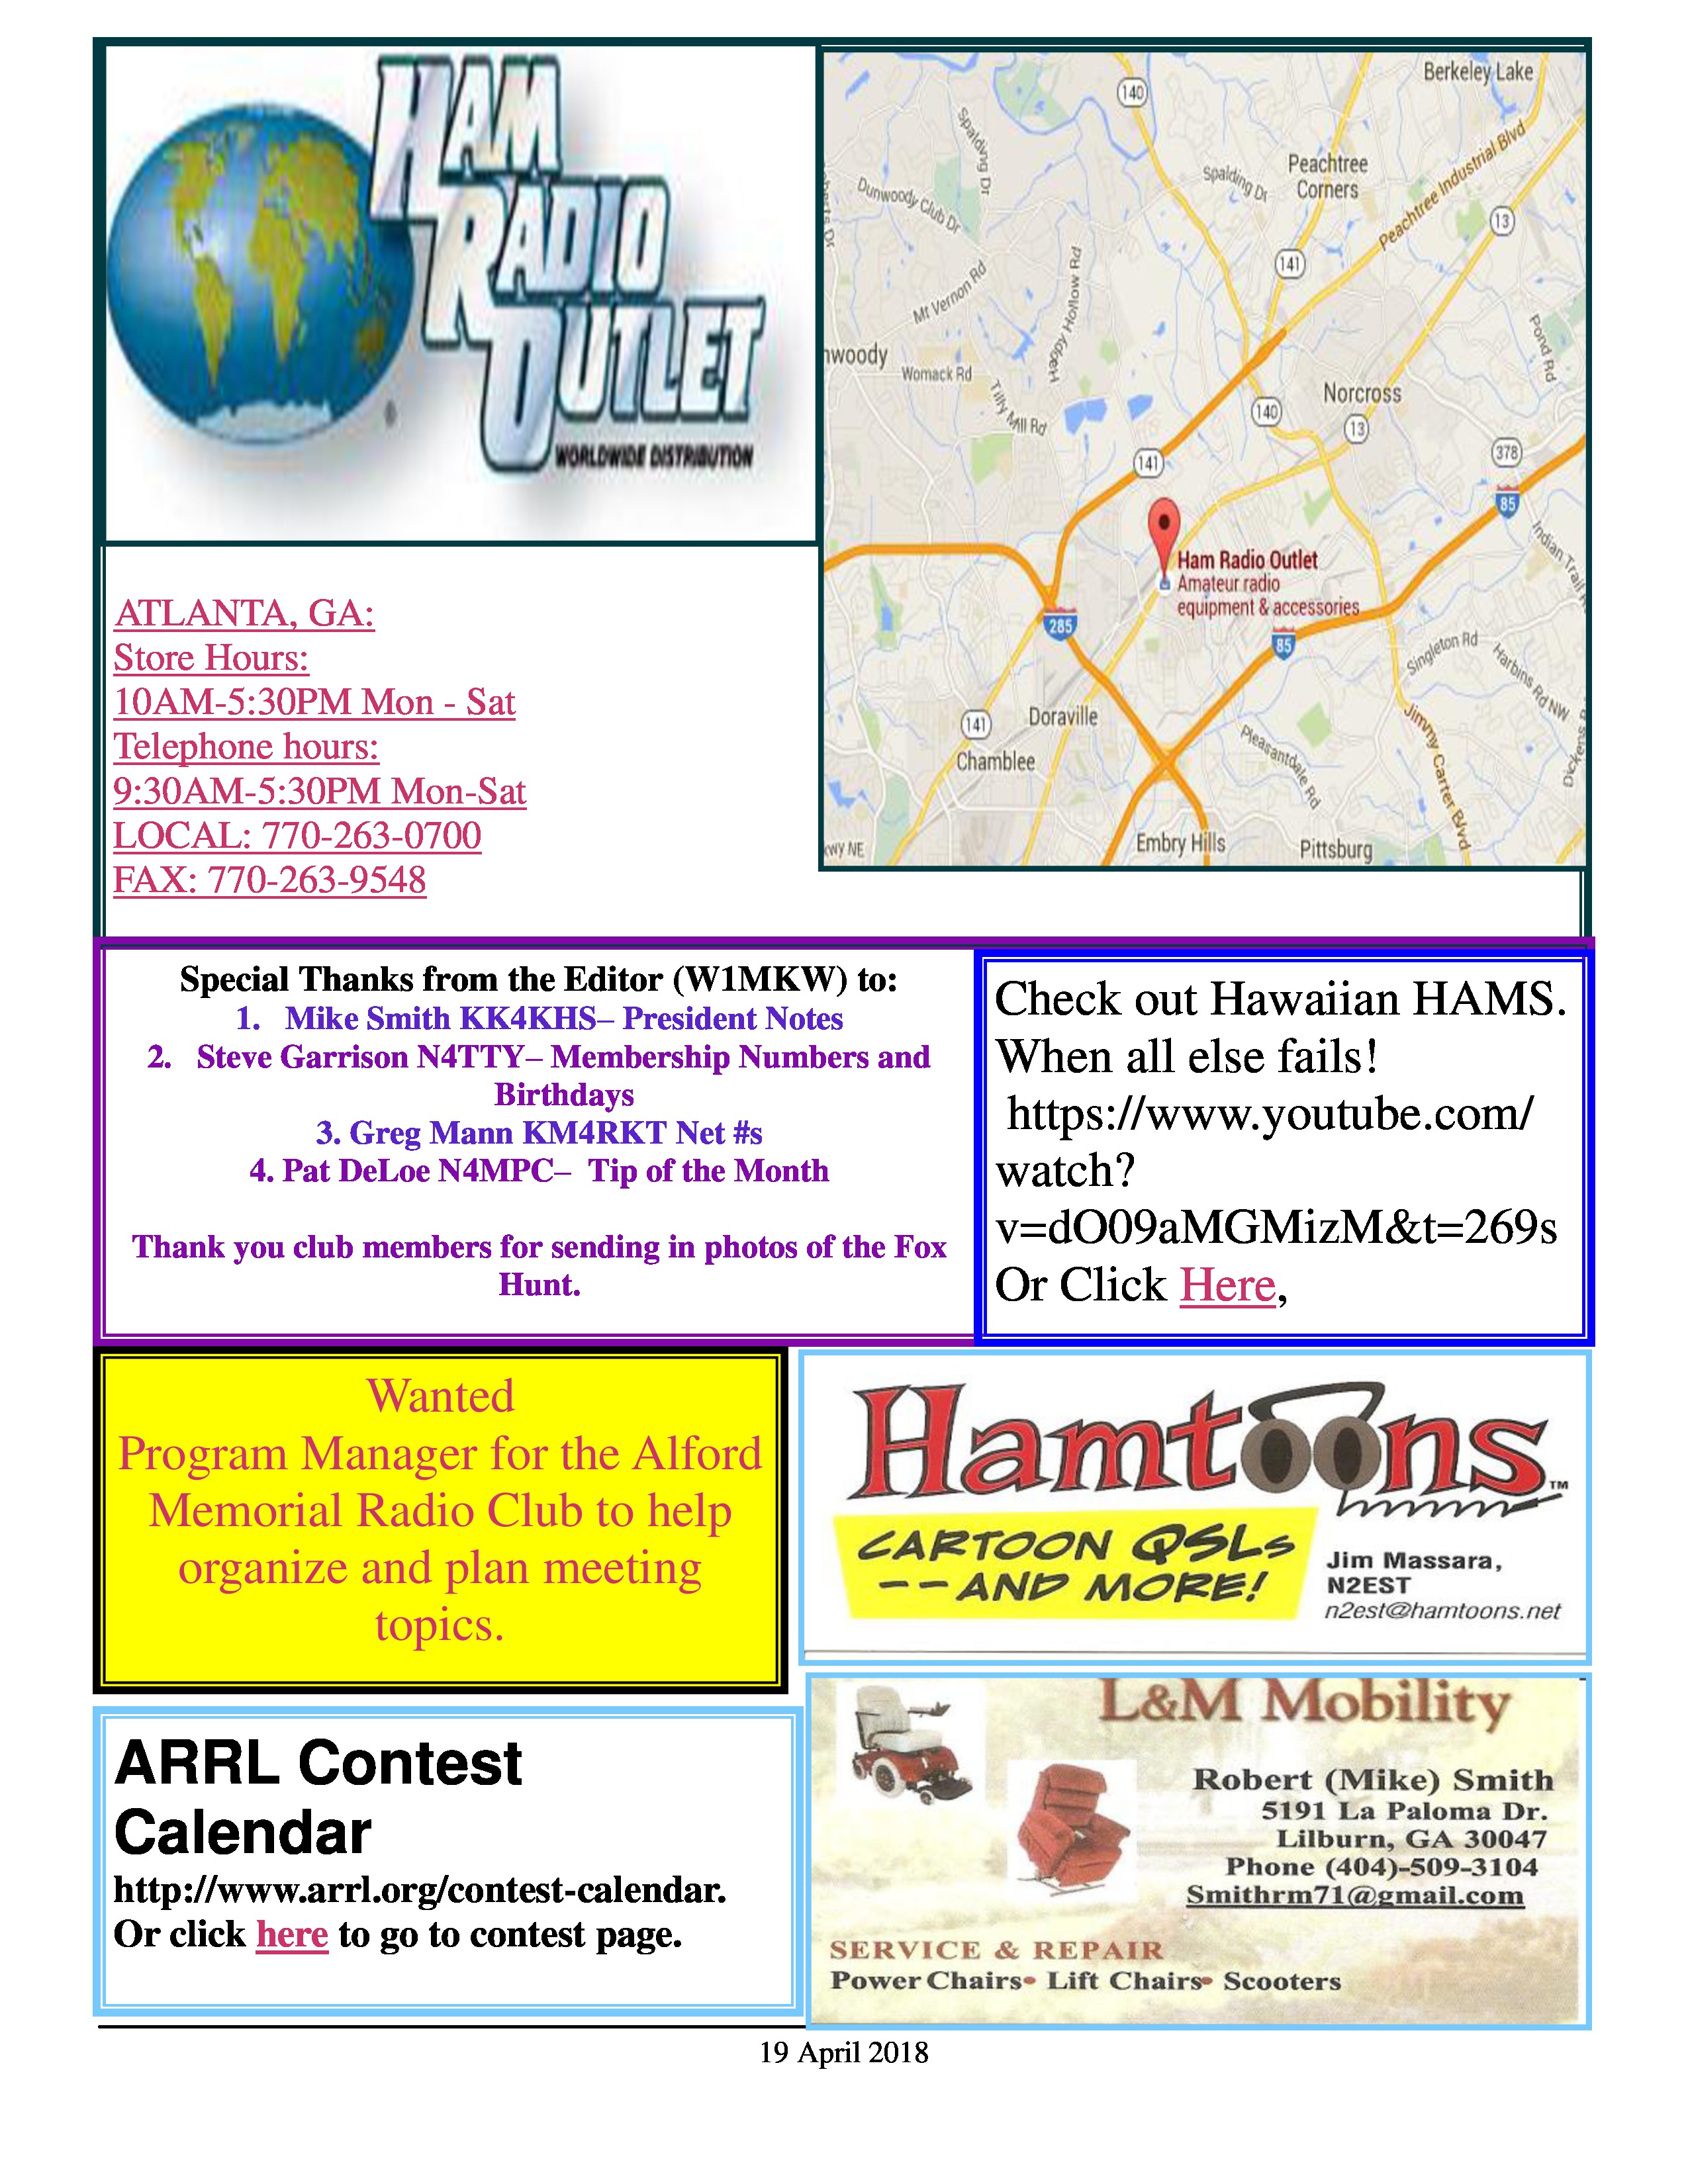 HAM
RADIO
OUTLET
WORLDWIDE DISTRIBUTION
Berkeley Lake
140
Spalding Dr
Peachtree
Corners
Spalding Dr
Peachtree Industrial Blvd
Dunwoody Club Dr
13
141
Mt Vernon Rd
Happy Hollow Rd
Pond Rd
nwoody
Womack Rd
Tilly Mill Rd
Norcross
140
13
378
141
85
Indian Trail
Ham Radio Outlet
Amateur radio
equipment & accessories
285
85
Singleton Rd
Harbins Rd NW
141
Doraville
Jimmy Carter Blvd
Pleasantdale Rd
Chamblee
Dickens
Embry Hills
Pittsburg
wy NE
ATLANTA, GA:
Store Hours:
10AM-5:30PM Mon - Sat
Telephone hours:
9:30AM-5:30PM Mon-Sat
LOCAL: 770-263-0700
FAX: 770-263-9548
Special Thanks from the Editor (W1MKW) to:
1. Mike Smith KK4KHS– President Notes
2. Steve Garrison N4TTY– Membership Numbers and
Birthdays
3. Greg Mann KM4RKT Net #s
4. Pat DeLoe N4MPC– Tip of the Month
Thank you club members for sending in photos of the Fox
Hunt.
Check out Hawaiian HAMS.
When all else fails!
https://www.youtube.com/
watch?
v=dO09aMGMizM&t=269s
Or Click Here,
Wanted
Program Manager for the Alford
Memorial Radio Club to help
organize and plan meeting
topics.
Hamtoons™
CARTOON QSLs
--AND MORE!
Jim Massara,
N2EST
n2est@hamtoons.net
ARRL Contest
Calendar
http://www.arrl.org/contest-calendar.
Or click here to go to contest page.
L&M Mobility
Robert (Mike) Smith
5191 La Paloma Dr.
Lilburn, GA 30047
Phone (404)-509-3104
Smithrm71@gmail.com
SERVICE & REPAIR
Power Chairs• Lift Chairs• Scooters
19 April 2018